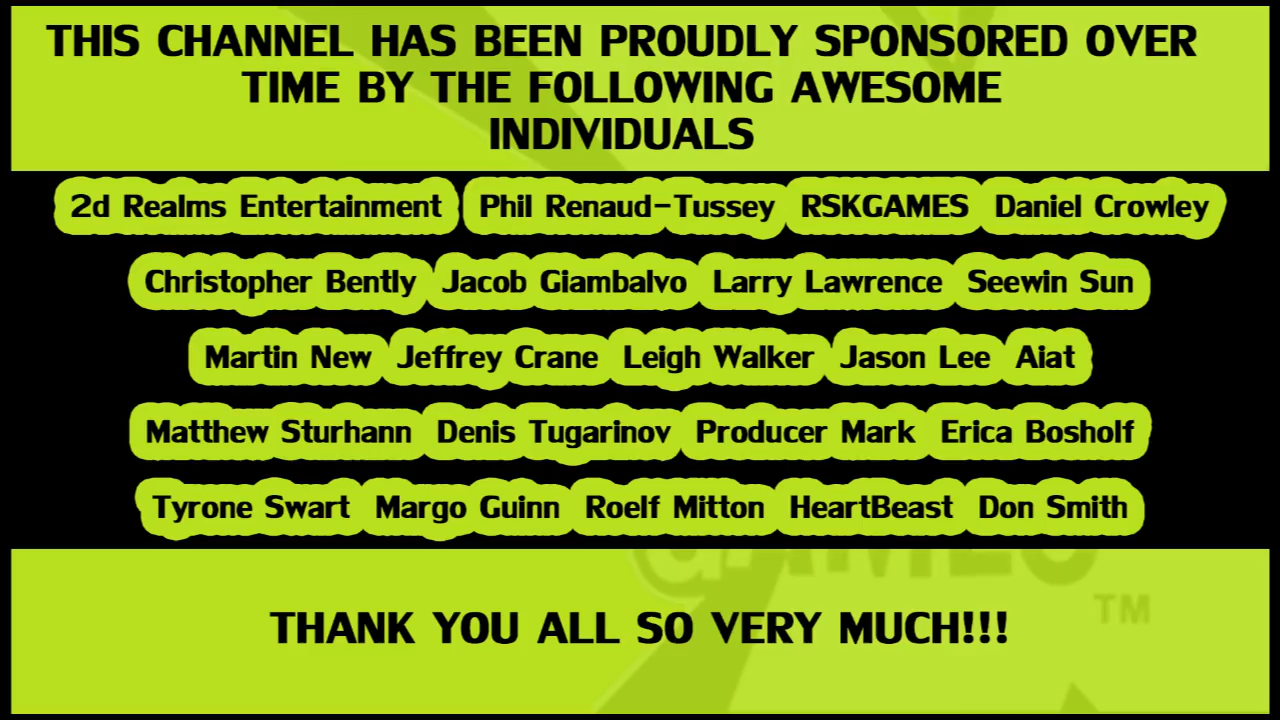 THIS CHANNEL HAS BEEN PROUDLY SPONSORED OVER
TIME BY THE FOLLOWING AWESOME
INDIVIDUALS
2d Realms Entertainment Phil Renaud-Tussey RSKGAMES Daniel Crowley
Christopher Bently Jacob Giambalvo Larry Lawrence Seewin Sun
Martin New Jeffrey Crane Leigh Walker Jason Lee Aiat
Matthew Sturhann Denis Tugarinov Producer Mark Erica Bosholf
Tyrone Swart Margo Guinn Roelf Mitton HeartBeast Don Smith
TM
THANK YOU ALL SO VERY MUCH!!!